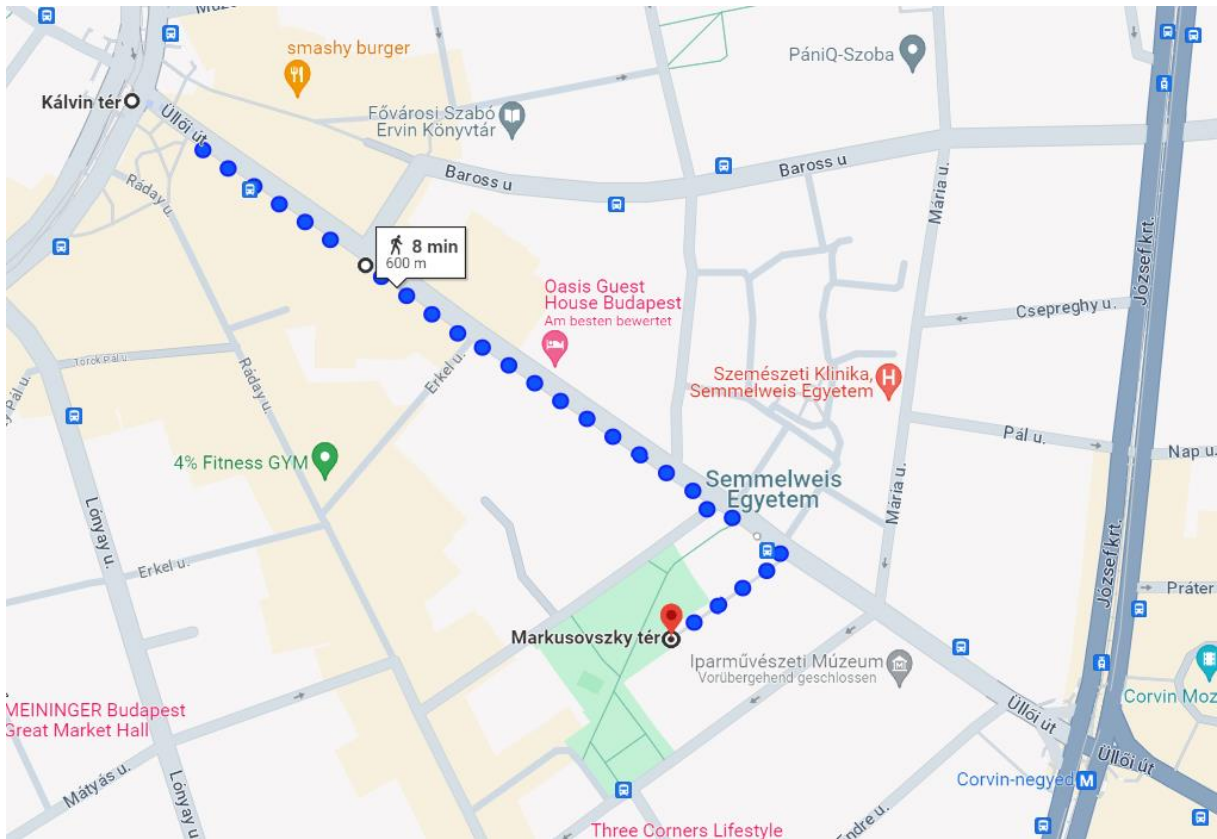 smashy burger
Kálvin tér
Üllői út
PániQ-Szoba
Fővárosi Szabó
Ervin Könyvtár
Baross u
Baross u
Ráday u.
Mária u.
József krt.
8 min
600 m
Oasis Guest
House Budapest
Am besten bewertet
Csepreghy u.
Török Pál u.
Pál u.
Erkel u.
Ráday u.
Szemészeti Klinika,
Semmelweis Egyetem
H
Pál u.
Nap u.
4% Fitness GYM
Semmelweis
Egyetem
Lónyay u.
Mária u.
József krt.
Erkel u.
Práter
Markusovszky tér
Iparművészeti Múzeum
Vorübergehend geschlossen
Corvin Moz
MEININGER Budapest
Great Market Hall
Üllői út
Üllői út
Mátyás u.
Lónyay u.
Corvin-negyed
M
Three Corners Lifestyle
Endre u.